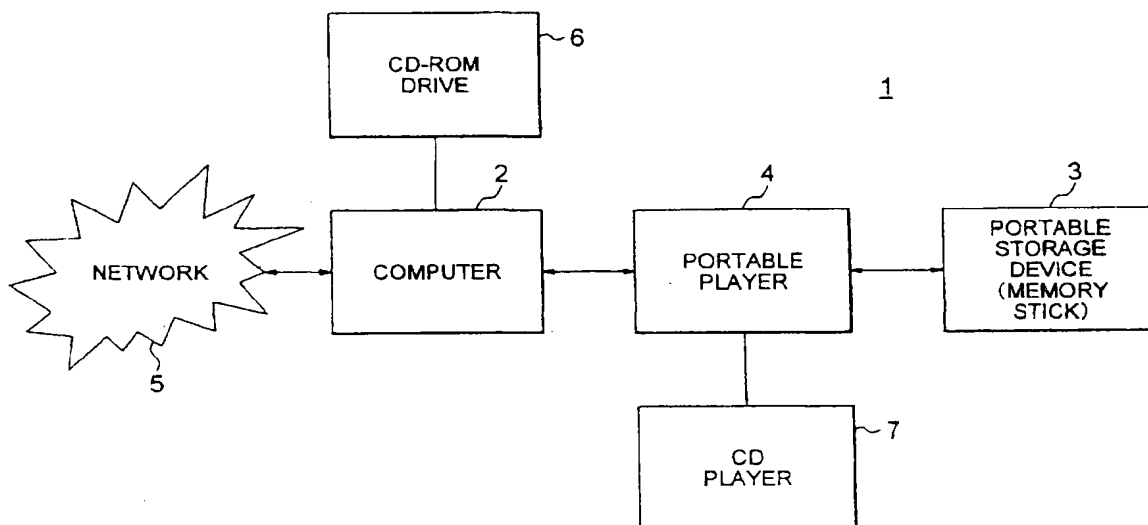 6
CD-ROM
DRIVE
1
2
4
3
NETWORK
COMPUTER
PORTABLE
PLAYER
PORTABLE
STORAGE
DEVICE
(MEMORY
STICK)
5
7
CD
PLAYER